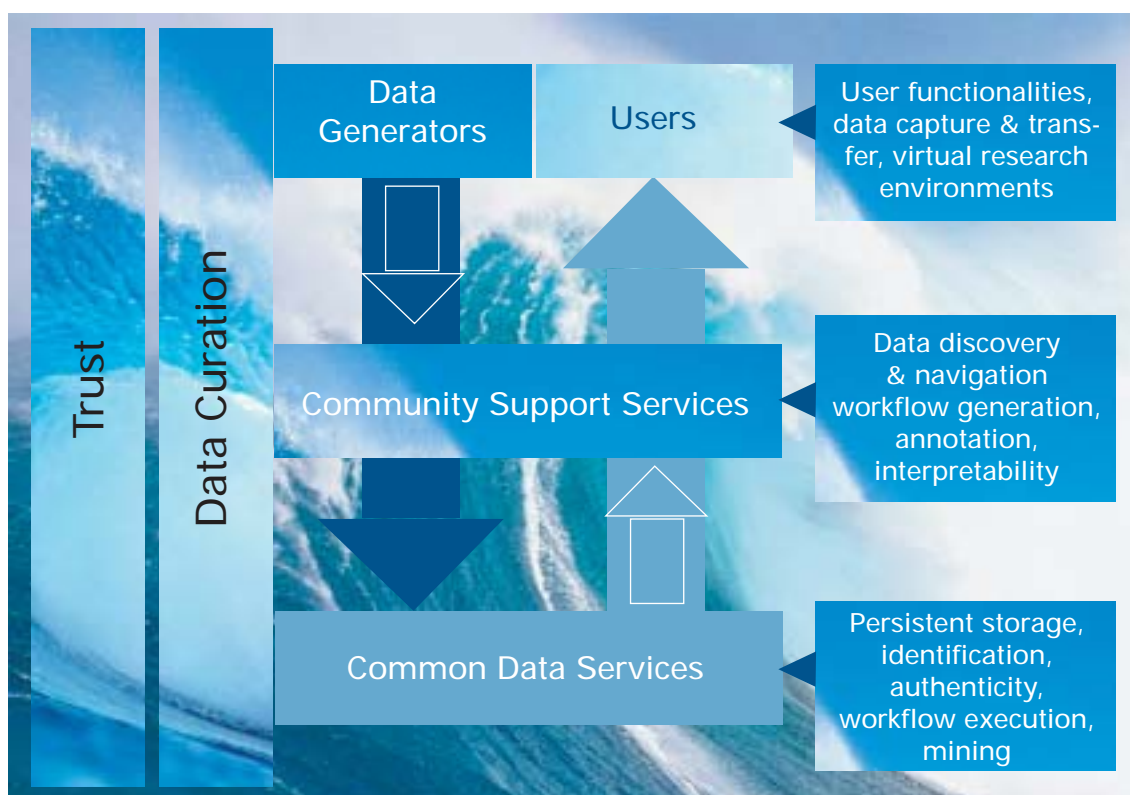 Trust
Data Curation
Data
Generators
Users
User functionalities,
data capture & trans-
fer, virtual research
environments
Community Support Services
Data discovery
& navigation
workflow generation,
annotation,
interpretability
Common Data Services
Persistent storage,
identification,
authenticity,
workflow execution,
mining